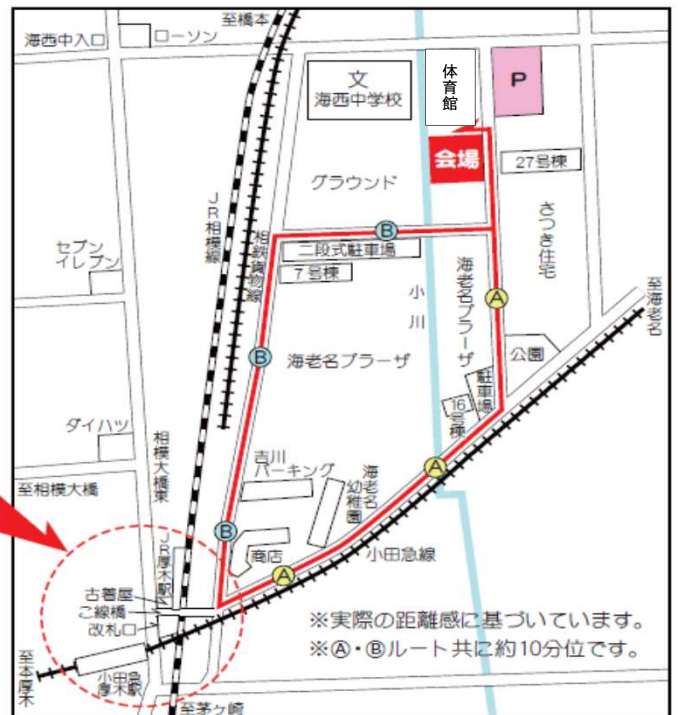 至橋本
海西中入口
ローソン
文
海西中学校
体育館
P
会場
27号棟
グラウンド
さつき住宅
JR相模線
相鉄貨物線
B
二段式駐車場
7号棟
セブン
イレブン
小川
海老名プラーザ
A
至海老名
B
海老名プラーザ
公園
駐車場
16号棟
ダイハツ
相模大橋東
至相模大橋
吉川
パーキング
海老名
幼稚園
A
B
JR厚木駅
商店
A
小田急線
古着屋
こ線橋
改札口
※実際の距離感に基づいています。
※Ⓐ・Ⓑルート共に約10分位です。
至本厚木
小田急
厚木駅
至茅ヶ崎